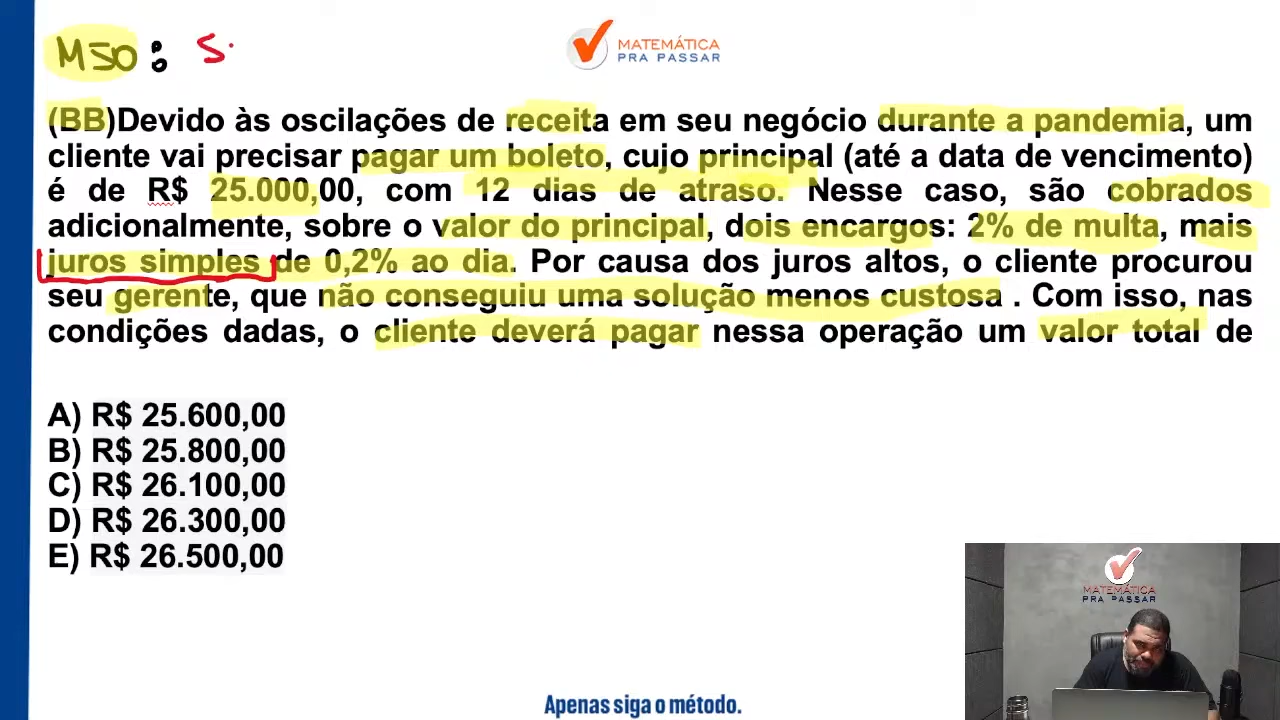 M50: S.
MATEMÁTICA
PRA PASSAR
(BB)Devido às oscilações de receita em seu negócio durante a pandemia, um
cliente vai precisar pagar um boleto, cujo principal (até a data de vencimento)
é de R$ 25.000,00, com 12 dias de atraso. Nesse caso, são cobrados
adicionalmente, sobre o valor do principal, dois encargos: 2% de multa, mais
juros simples de 0,2% ao dia. Por causa dos juros altos, o cliente procurou
seu gerente, que não conseguiu uma solução menos custosa . Com isso, nas
condições dadas, o cliente deverá pagar nessa operação um valor total de
A) R$ 25.600,00
B) R$ 25.800,00
C) R$ 26.100,00
D) R$ 26.300,00
E) R$ 26.500,00
MATEMÁTICA
PRA PASSAR
Apenas siga o método.